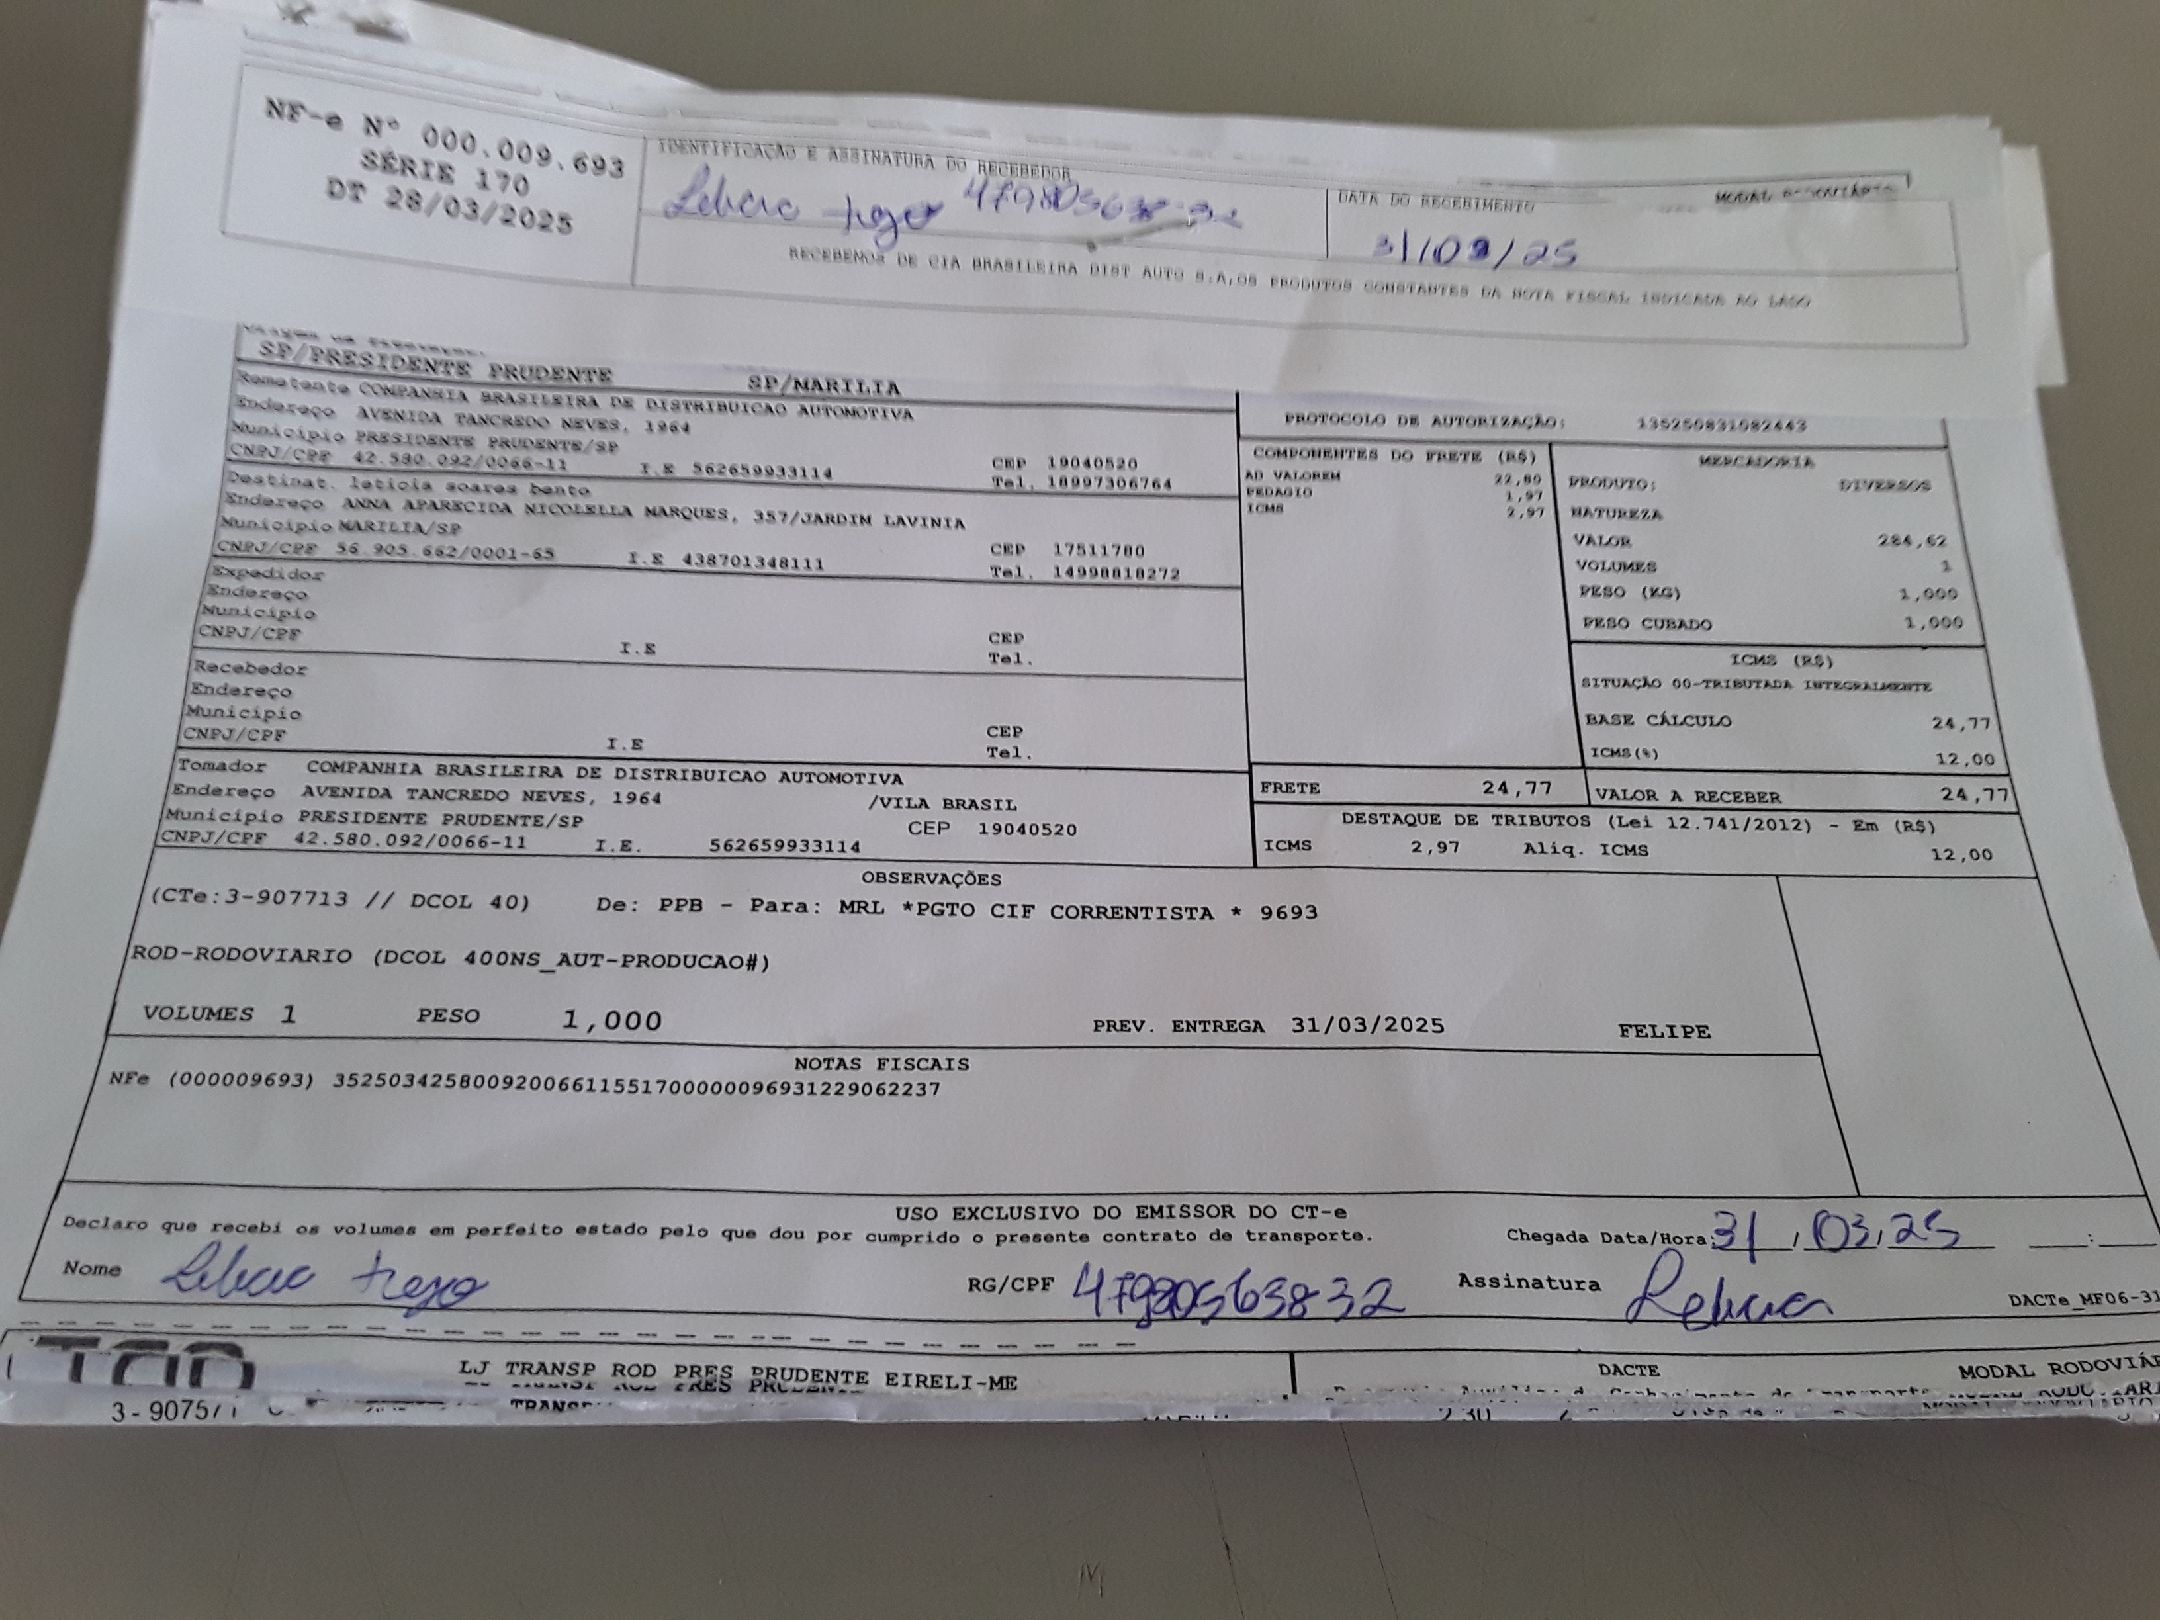 NF-e N° 000.009.693
SÉRIE 170
DT 28/03/2025
IDENTIFICAÇÃO E ASSINATURA DO RECEBEDOR
47980563832
DATA DO RECEBIMENTO
31/03/25
MODAL RODOVIÁRIO
RECEBEMOS DE CIA BRASILEIRA DIST AUTO S.A,OS PRODUTOS CONSTANTES DA NOTA FISCAL INDICADA AO LADO
SP/PRESIDENTE PRUDENTE SP/MARILIA
Remetente COMPANHIA BRASILEIRA DE DISTRIBUICAO AUTOMOTIVA
Endereço AVENIDA TANCREDO NEVES, 1964
Município PRESIDENTE PRUDENTE/SP CEP 19040520
CNPJ/CPF 42.580.092/0066-11 I.E 562659933114 Tel. 18997306764
Destinat. leticia soares bento
Endereço ANNA APARECIDA NICOLELLA MARQUES, 357/JARDIM LAVINIA
Município MARILIA/SP CEP 17511780
CNPJ/CPF 56.905.662/0001-65 I.E 438701348111 Tel. 14998818272
Expedidor
Endereço
Município CEP
CNPJ/CPF I.E Tel.
Recebedor
Endereço
Município CEP
CNPJ/CPF I.E Tel.
Tomador COMPANHIA BRASILEIRA DE DISTRIBUICAO AUTOMOTIVA
Endereço AVENIDA TANCREDO NEVES, 1964 /VILA BRASIL
Município PRESIDENTE PRUDENTE/SP CEP 19040520
CNPJ/CPF 42.580.092/0066-11 I.E. 562659933114
PROTOCOLO DE AUTORIZAÇÃO: 135250831082443
COMPONENTES DO FRETE (R$)
AD VALOREM 22,80
PEDAGIO 1,97
ICMS 2,97
MERCADORIA
PRODUTO: DIVERSOS
NATUREZA
VALOR 284,62
VOLUMES 1
PESO (KG) 1,000
PESO CUBADO 1,000
ICMS (R$)
SITUAÇÃO 00-TRIBUTADA INTEGRALMENTE
BASE CÁLCULO 24,77
ICMS(%) 12,00
FRETE 24,77 VALOR A RECEBER 24,77
DESTAQUE DE TRIBUTOS (Lei 12.741/2012) - Em (R$)
ICMS 2,97 Aliq. ICMS 12,00
OBSERVAÇÕES
(CTe:3-907713 // DCOL 40) De: PPB - Para: MRL *PGTO CIF CORRENTISTA * 9693
ROD-RODOVIARIO (DCOL 400NS_AUT-PRODUCAO#)
VOLUMES 1 PESO 1,000 PREV. ENTREGA 31/03/2025 FELIPE
NOTAS FISCAIS
NFe (000009693) 35250342580092006611551700000096931229062237
USO EXCLUSIVO DO EMISSOR DO CT-e
Declaro que recebi os volumes em perfeito estado pelo que dou por cumprido o presente contrato de transporte. Chegada Data/Hora: 31/03/25 __:__
Nome RG/CPF 47980563832 Assinatura
DACTe_MF06-31
LJ TRANSP ROD PRES PRUDENTE EIRELI-ME DACTE MODAL RODOVIÁR